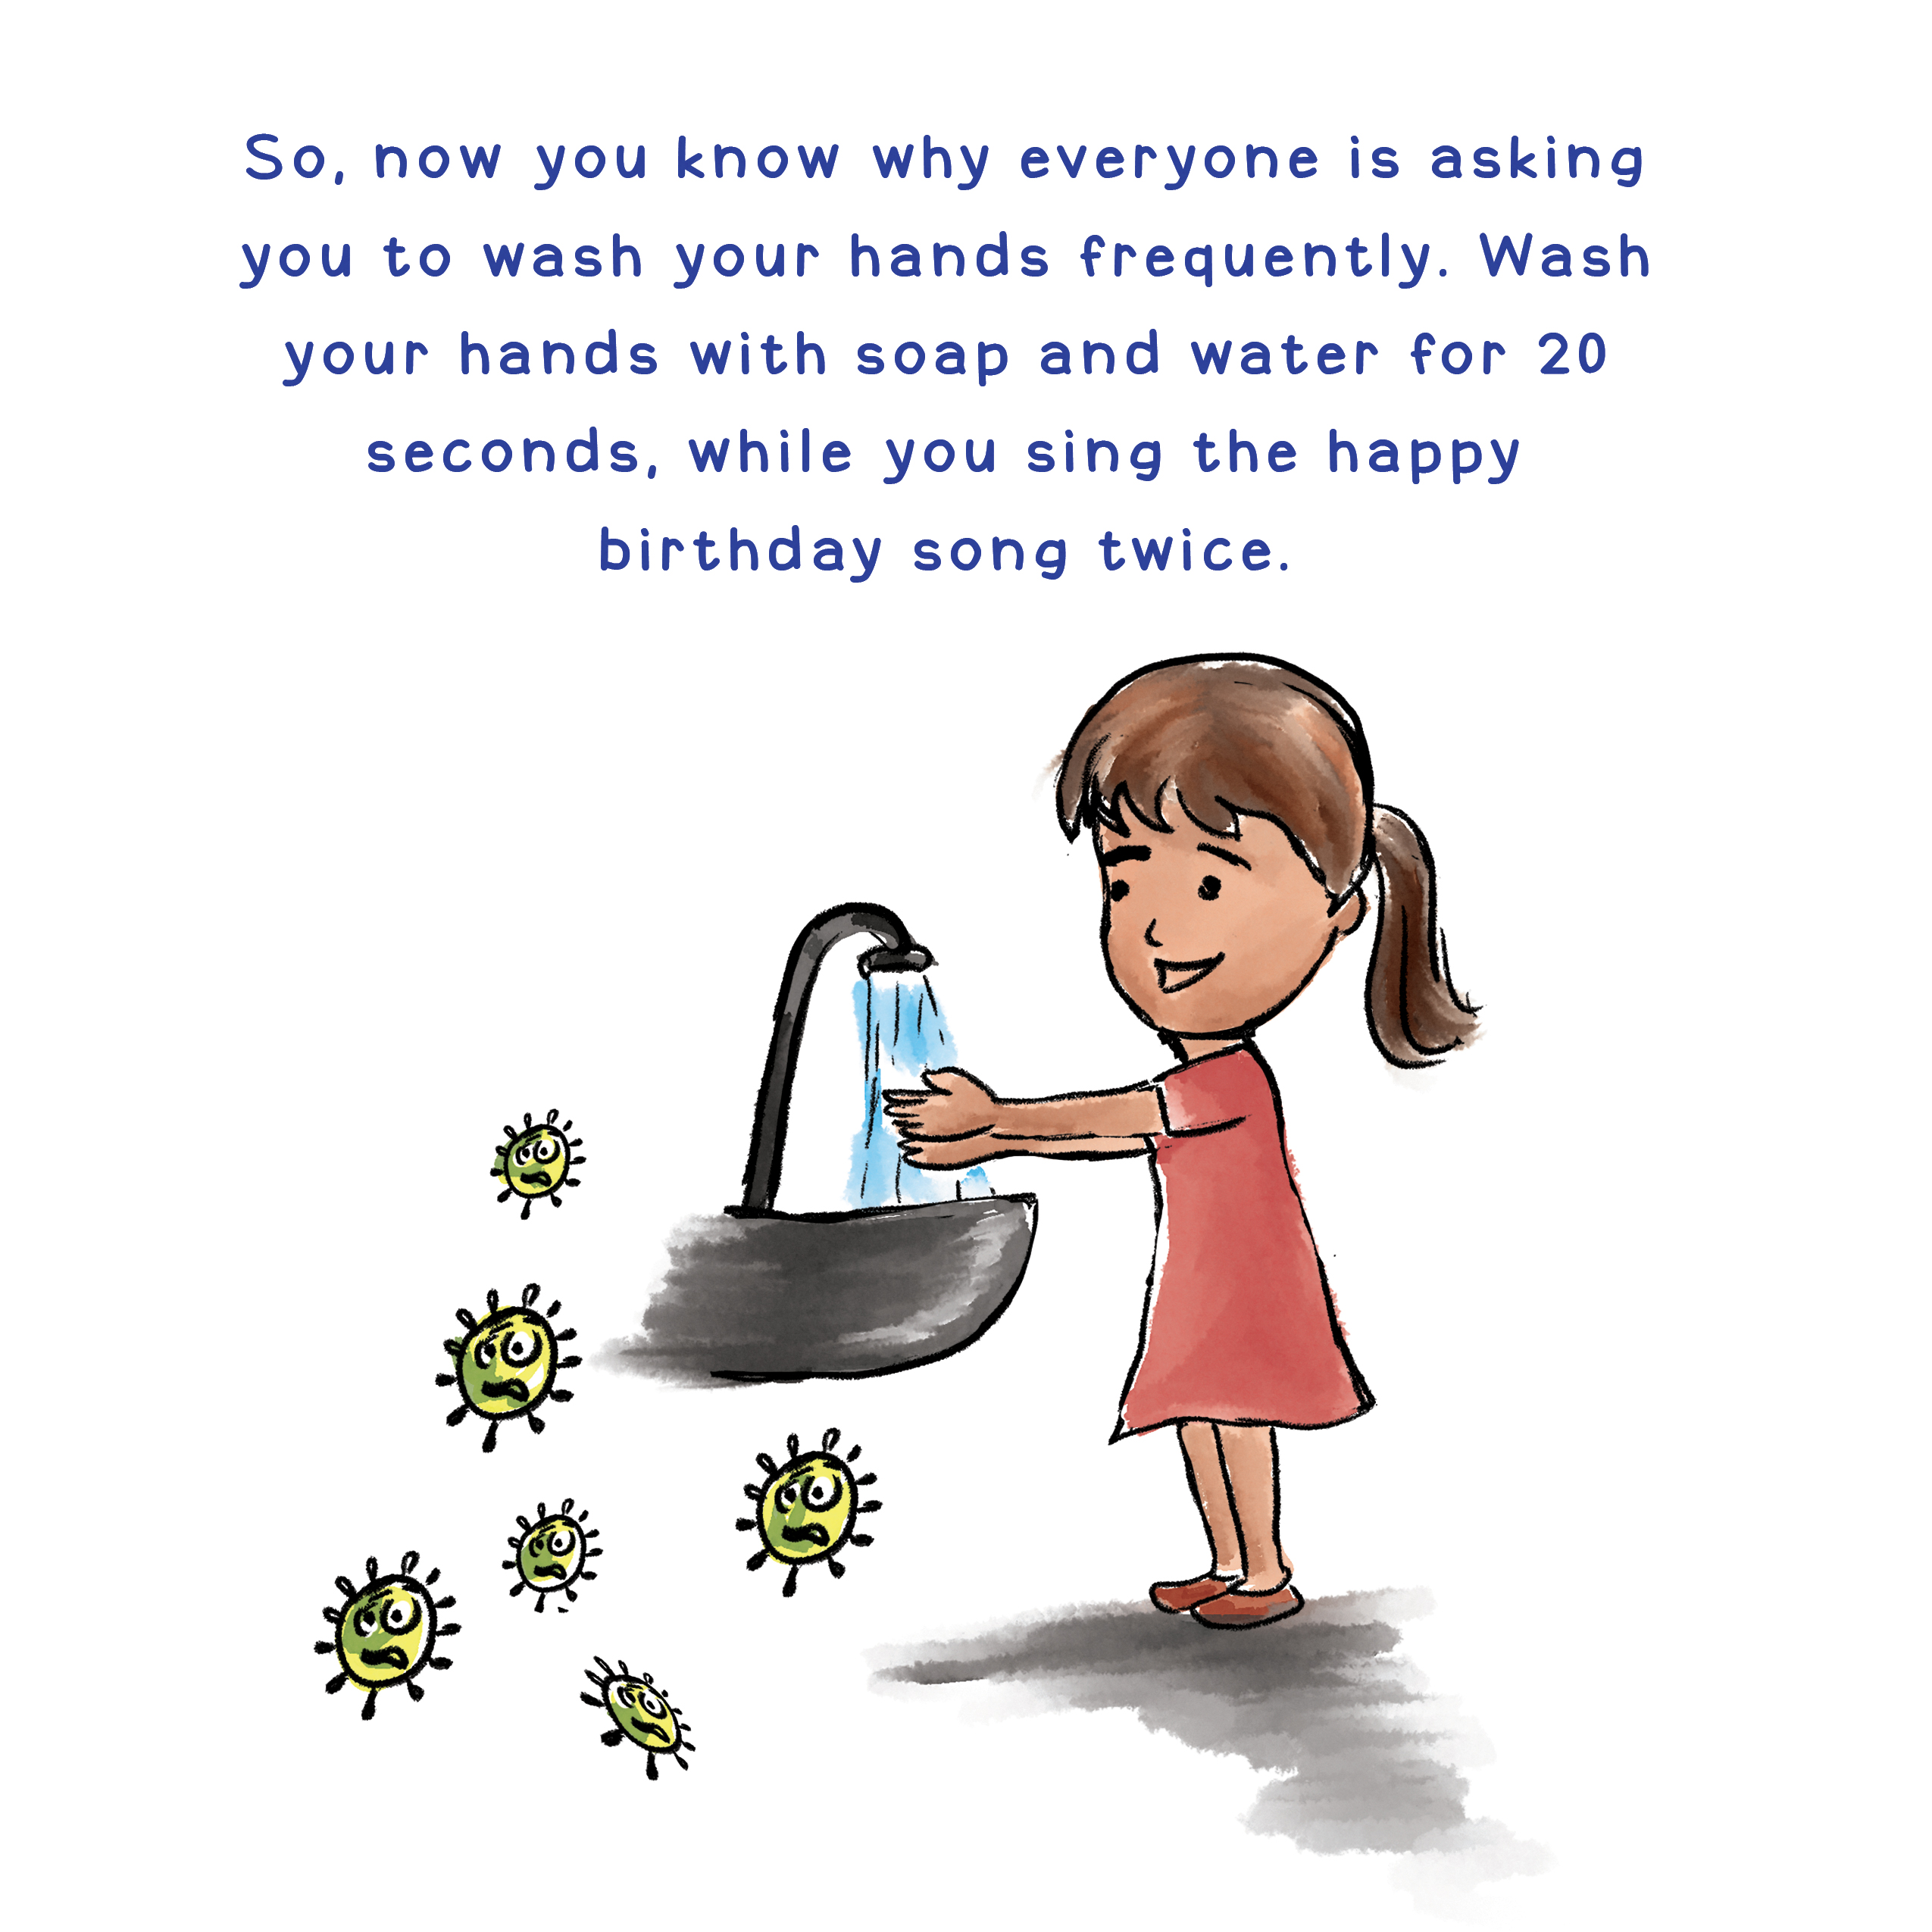 So, now you know why everyone is asking
you to wash your hands frequently. Wash
your hands with soap and water for 20
seconds, while you sing the happy
birthday song twice.